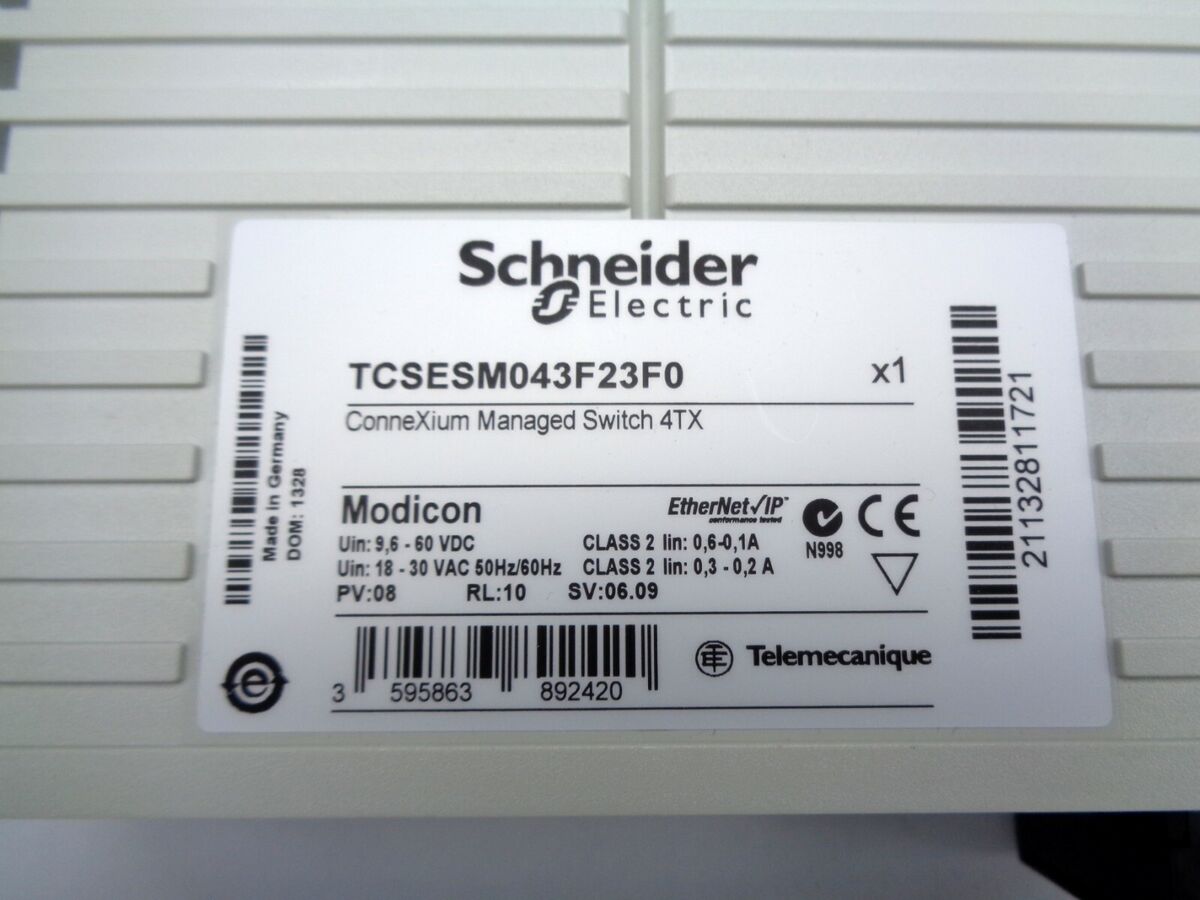 Schneider
Electric
TCSESM043F23F0 x1
ConneXium Managed Switch 4TX
Modicon EtherNet/IP™
conformance tested
N998
CE
Uin: 9,6 - 60 VDC CLASS 2 Iin: 0,6-0,1A
Uin: 18 - 30 VAC 50Hz/60Hz CLASS 2 Iin: 0,3 - 0,2 A
PV:08 RL:10 SV:06.09
3 595863 892420
Telemecanique
Made in Germany
DOM: 1328
21132811721
e